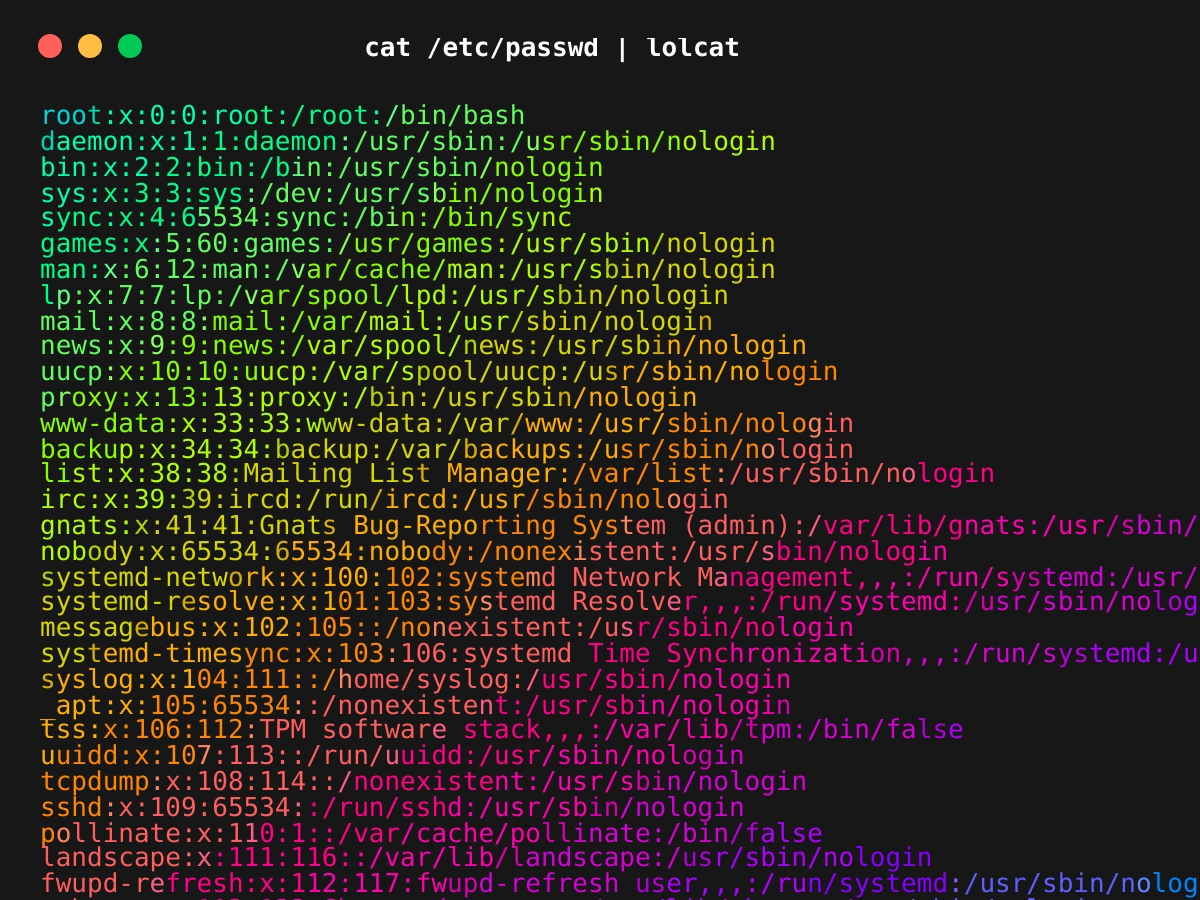 cat /etc/passwd | lolcat
root:x:0:0:root:/root:/bin/bash
daemon:x:1:1:daemon:/usr/sbin:/usr/sbin/nologin
bin:x:2:2:bin:/bin:/usr/sbin/nologin
sys:x:3:3:sys:/dev:/usr/sbin/nologin
sync:x:4:65534:sync:/bin:/bin/sync
games:x:5:60:games:/usr/games:/usr/sbin/nologin
man:x:6:12:man:/var/cache/man:/usr/sbin/nologin
lp:x:7:7:lp:/var/spool/lpd:/usr/sbin/nologin
mail:x:8:8:mail:/var/mail:/usr/sbin/nologin
news:x:9:9:news:/var/spool/news:/usr/sbin/nologin
uucp:x:10:10:uucp:/var/spool/uucp:/usr/sbin/nologin
proxy:x:13:13:proxy:/bin:/usr/sbin/nologin
www-data:x:33:33:www-data:/var/www:/usr/sbin/nologin
backup:x:34:34:backup:/var/backups:/usr/sbin/nologin
list:x:38:38:Mailing List Manager:/var/list:/usr/sbin/nologin
irc:x:39:39:ircd:/run/ircd:/usr/sbin/nologin
gnats:x:41:41:Gnats Bug-Reporting System (admin):/var/lib/gnats:/usr/sbin/
nobody:x:65534:65534:nobody:/nonexistent:/usr/sbin/nologin
systemd-network:x:100:102:systemd Network Management,,,:/run/systemd:/usr/
systemd-resolve:x:101:103:systemd Resolver,,,:/run/systemd:/usr/sbin/nolog
messagebus:x:102:105::/nonexistent:/usr/sbin/nologin
systemd-timesync:x:103:106:systemd Time Synchronization,,,:/run/systemd:/u
syslog:x:104:111::/home/syslog:/usr/sbin/nologin
_apt:x:105:65534::/nonexistent:/usr/sbin/nologin
tss:x:106:112:TPM software stack,,,:/var/lib/tpm:/bin/false
uuidd:x:107:113::/run/uuidd:/usr/sbin/nologin
tcpdump:x:108:114::/nonexistent:/usr/sbin/nologin
sshd:x:109:65534::/run/sshd:/usr/sbin/nologin
pollinate:x:110:1::/var/cache/pollinate:/bin/false
landscape:x:111:116::/var/lib/landscape:/usr/sbin/nologin
fwupd-refresh:x:112:117:fwupd-refresh user,,,:/run/systemd:/usr/sbin/nolog